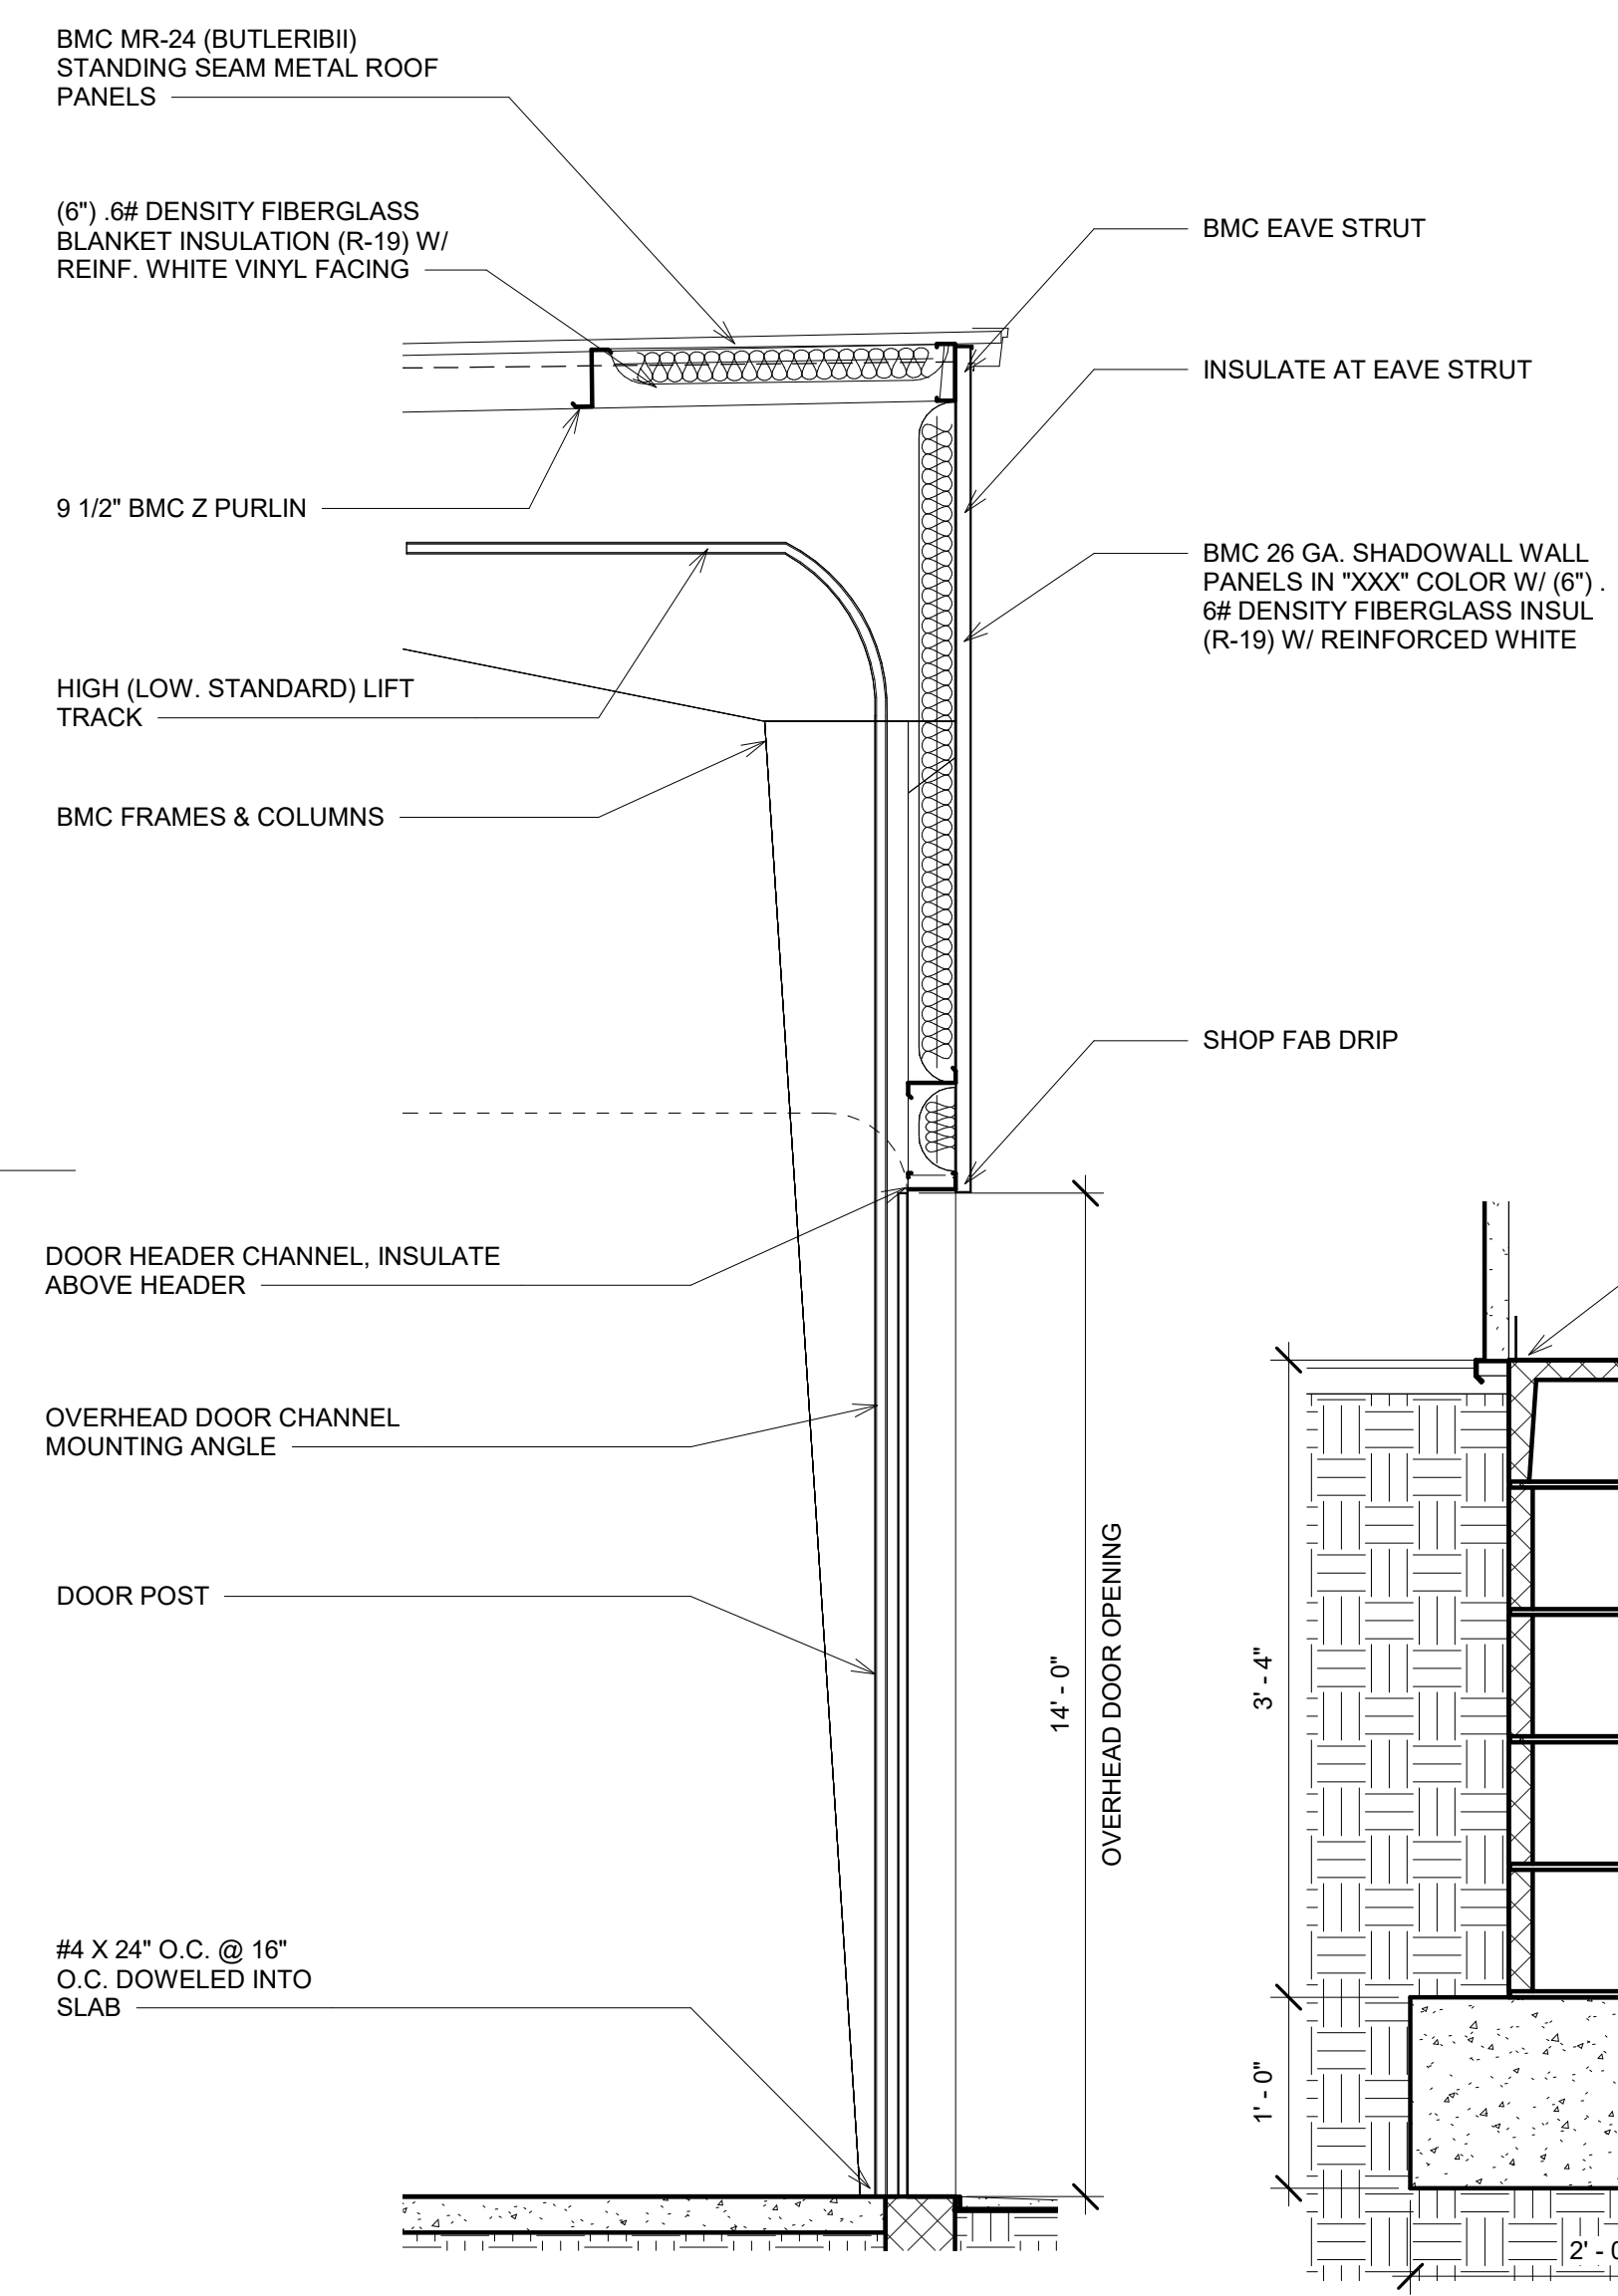 BMC MR-24 (BUTLERIBII)
STANDING SEAM METAL ROOF
PANELS
(6") .6# DENSITY FIBERGLASS
BLANKET INSULATION (R-19) W/
REINF. WHITE VINYL FACING
9 1/2" BMC Z PURLIN
HIGH (LOW. STANDARD) LIFT
TRACK
BMC FRAMES & COLUMNS
DOOR HEADER CHANNEL, INSULATE
ABOVE HEADER
OVERHEAD DOOR CHANNEL
MOUNTING ANGLE
DOOR POST
#4 X 24" O.C. @ 16"
O.C. DOWELED INTO
SLAB
BMC EAVE STRUT
INSULATE AT EAVE STRUT
BMC 26 GA. SHADOWALL WALL
PANELS IN "XXX" COLOR W/ (6") .
6# DENSITY FIBERGLASS INSUL
(R-19) W/ REINFORCED WHITE
SHOP FAB DRIP
14' - 0"
OVERHEAD DOOR OPENING
3' - 4"
1' - 0"
2' -